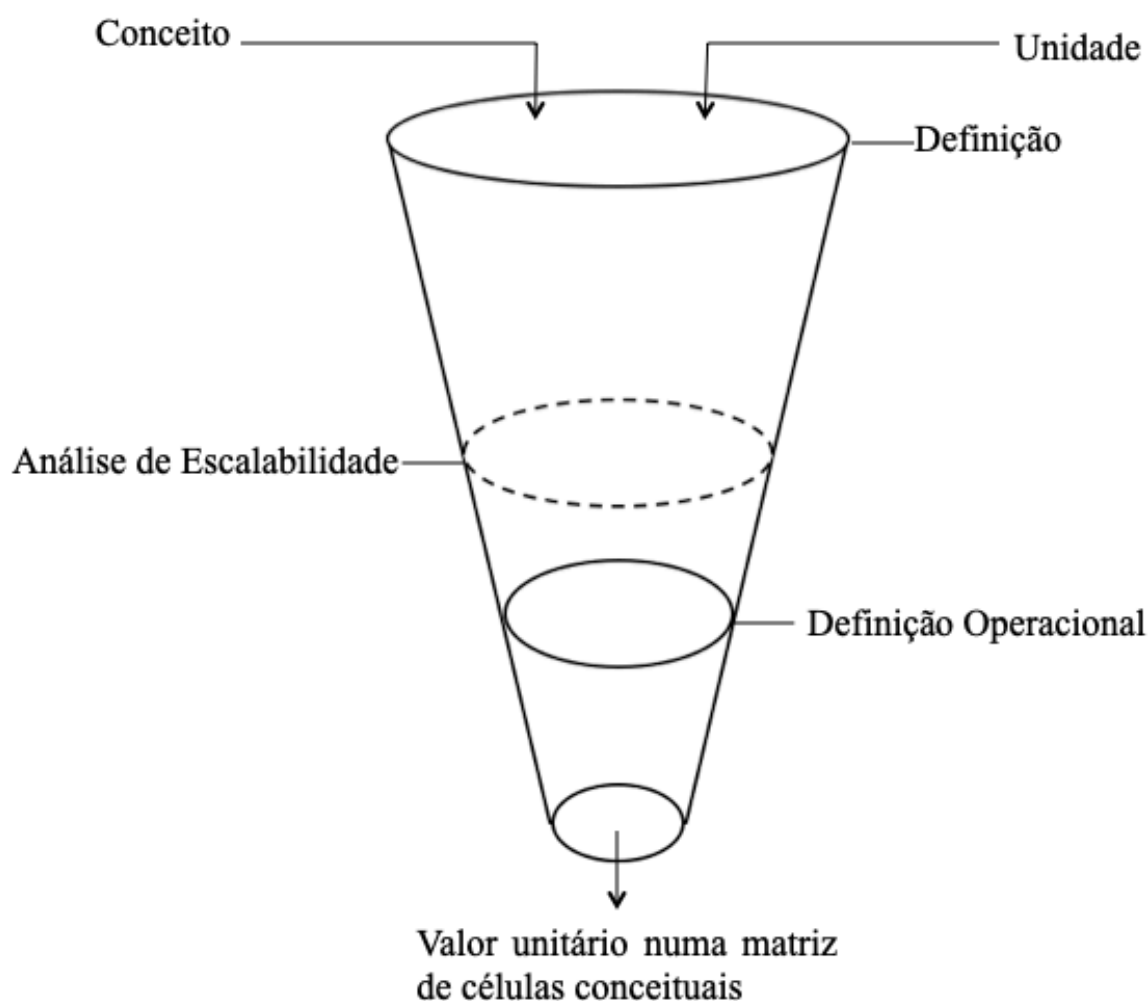 Conceito
Unidade
Definição
Análise de Escalabilidade
Definição Operacional
Valor unitário numa matriz
de células conceituais